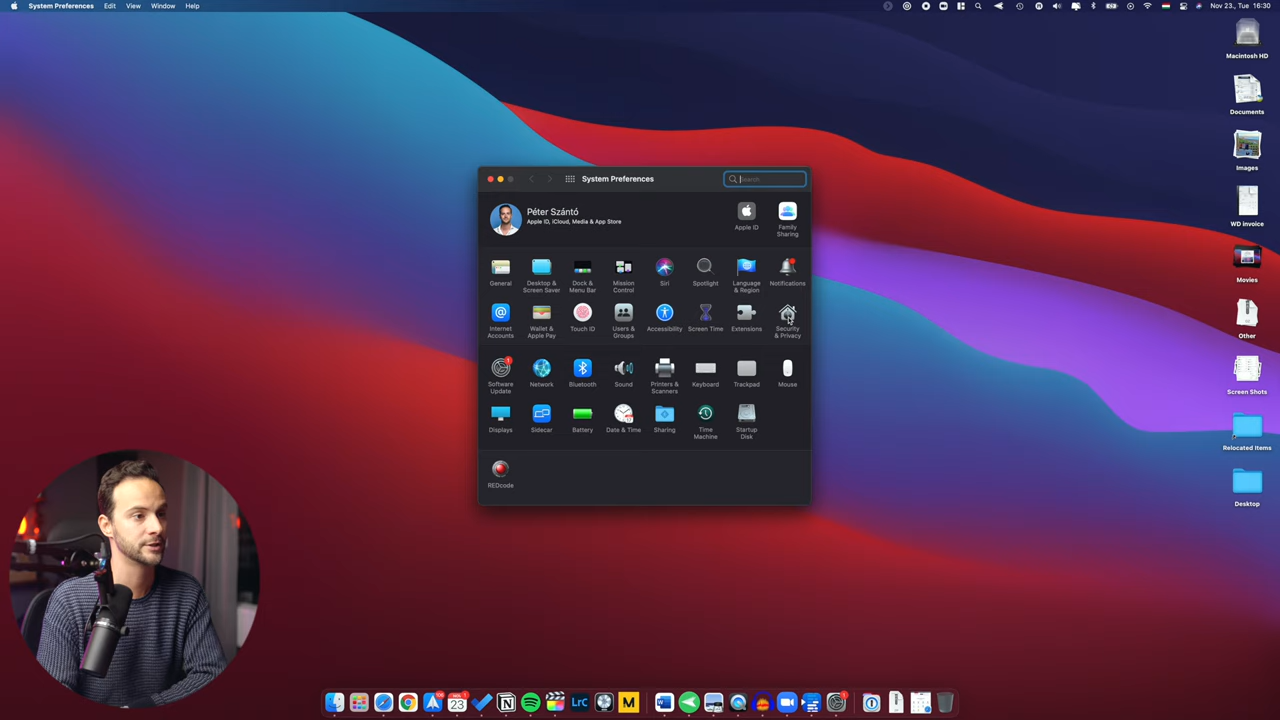 System Preferences Edit View Window Help
Nov 23., Tue 16:30
System Preferences
Search
Péter Szántó
Apple ID, iCloud, Media & App Store
Apple ID
Family
Sharing
General
Desktop &
Screen Saver
Dock &
Menu Bar
Mission
Control
Siri
Spotlight
Language
& Region
Notifications
Internet
Accounts
Wallet &
Apple Pay
Touch ID
Users &
Groups
Accessibility
Screen Time
Extensions
Security
& Privacy
Software
Update
Network
Bluetooth
Sound
Printers &
Scanners
Keyboard
Trackpad
Mouse
Displays
Sidecar
Battery
Date & Time
Sharing
Time
Machine
Startup
Disk
REDcode
Macintosh HD
Documents
Images
WD Invoice
Movies
Other
Screen Shots
Relocated Items
Desktop
23
LrC
M
W